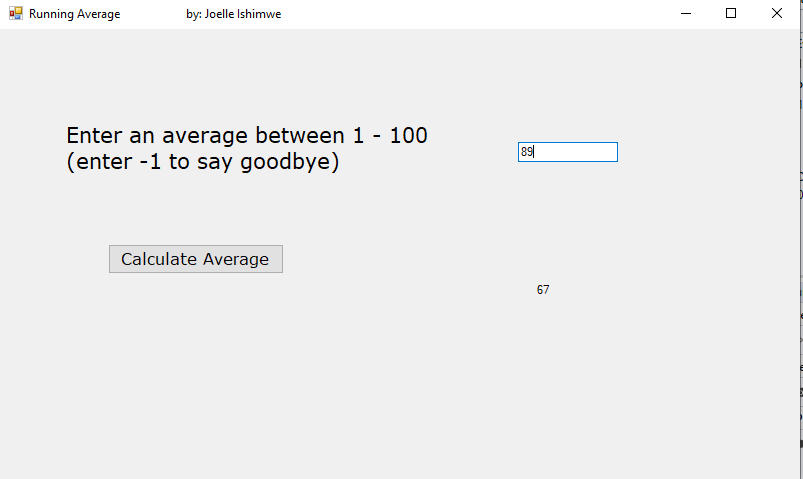 Running Average by: Joelle Ishimwe
Enter an average between 1 - 100
(enter -1 to say goodbye)
89
Calculate Average
67